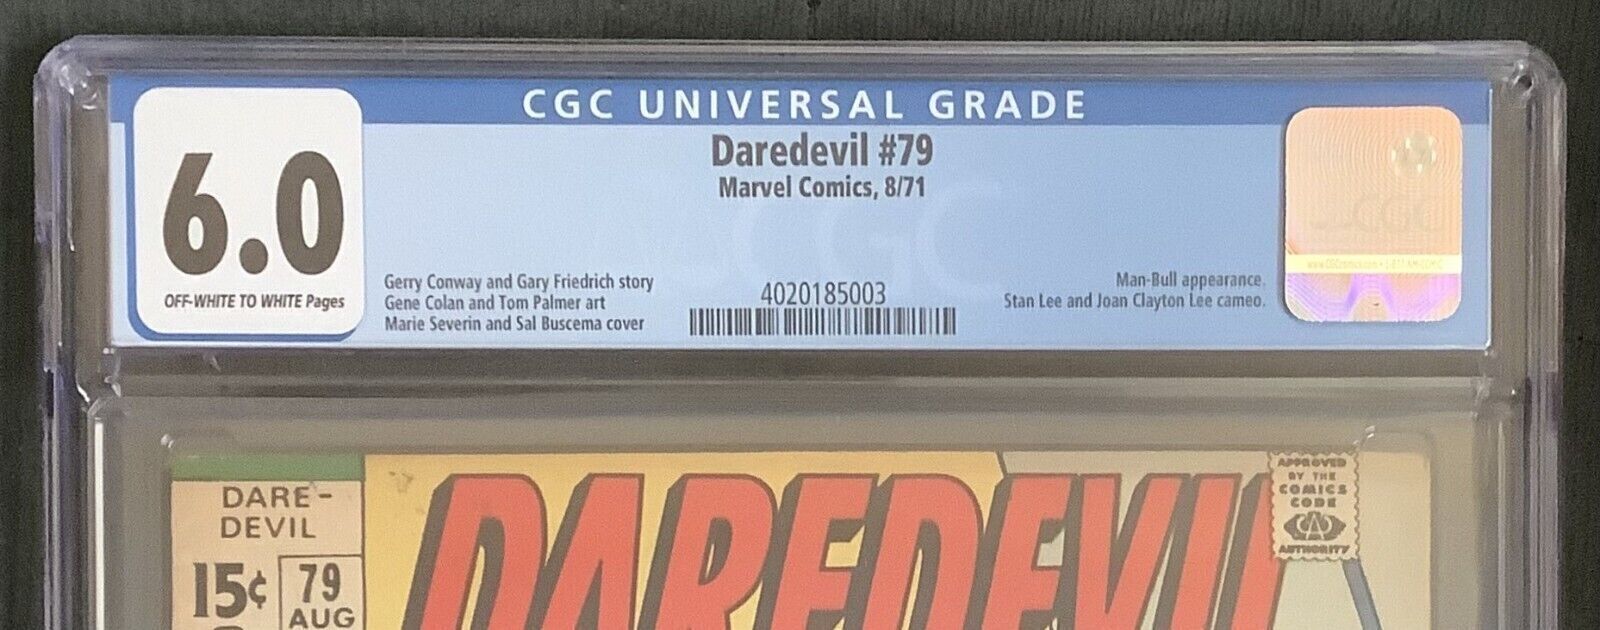 CGC UNIVERSAL GRADE
6.0
OFF-WHITE TO WHITE Pages
Daredevil #79
Marvel Comics, 8/71
Gerry Conway and Gary Friedrich story
Gene Colan and Tom Palmer art
Marie Severin and Sal Buscema cover
4020185003
Man-Bull appearance.
Stan Lee and Joan Clayton Lee cameo.
CGC
CGC
DARE-
DEVIL
15¢
79
AUG
DAREDEVIL
APPROVED
BY THE
COMICS
CODE
CA
AUTHORITY